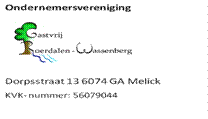 Ondernemersvereniging
Gastvrij
Roerdalen-Wassenberg
Dorpsstraat 13 6074 GA Melick
KVK-nummer: 56079044